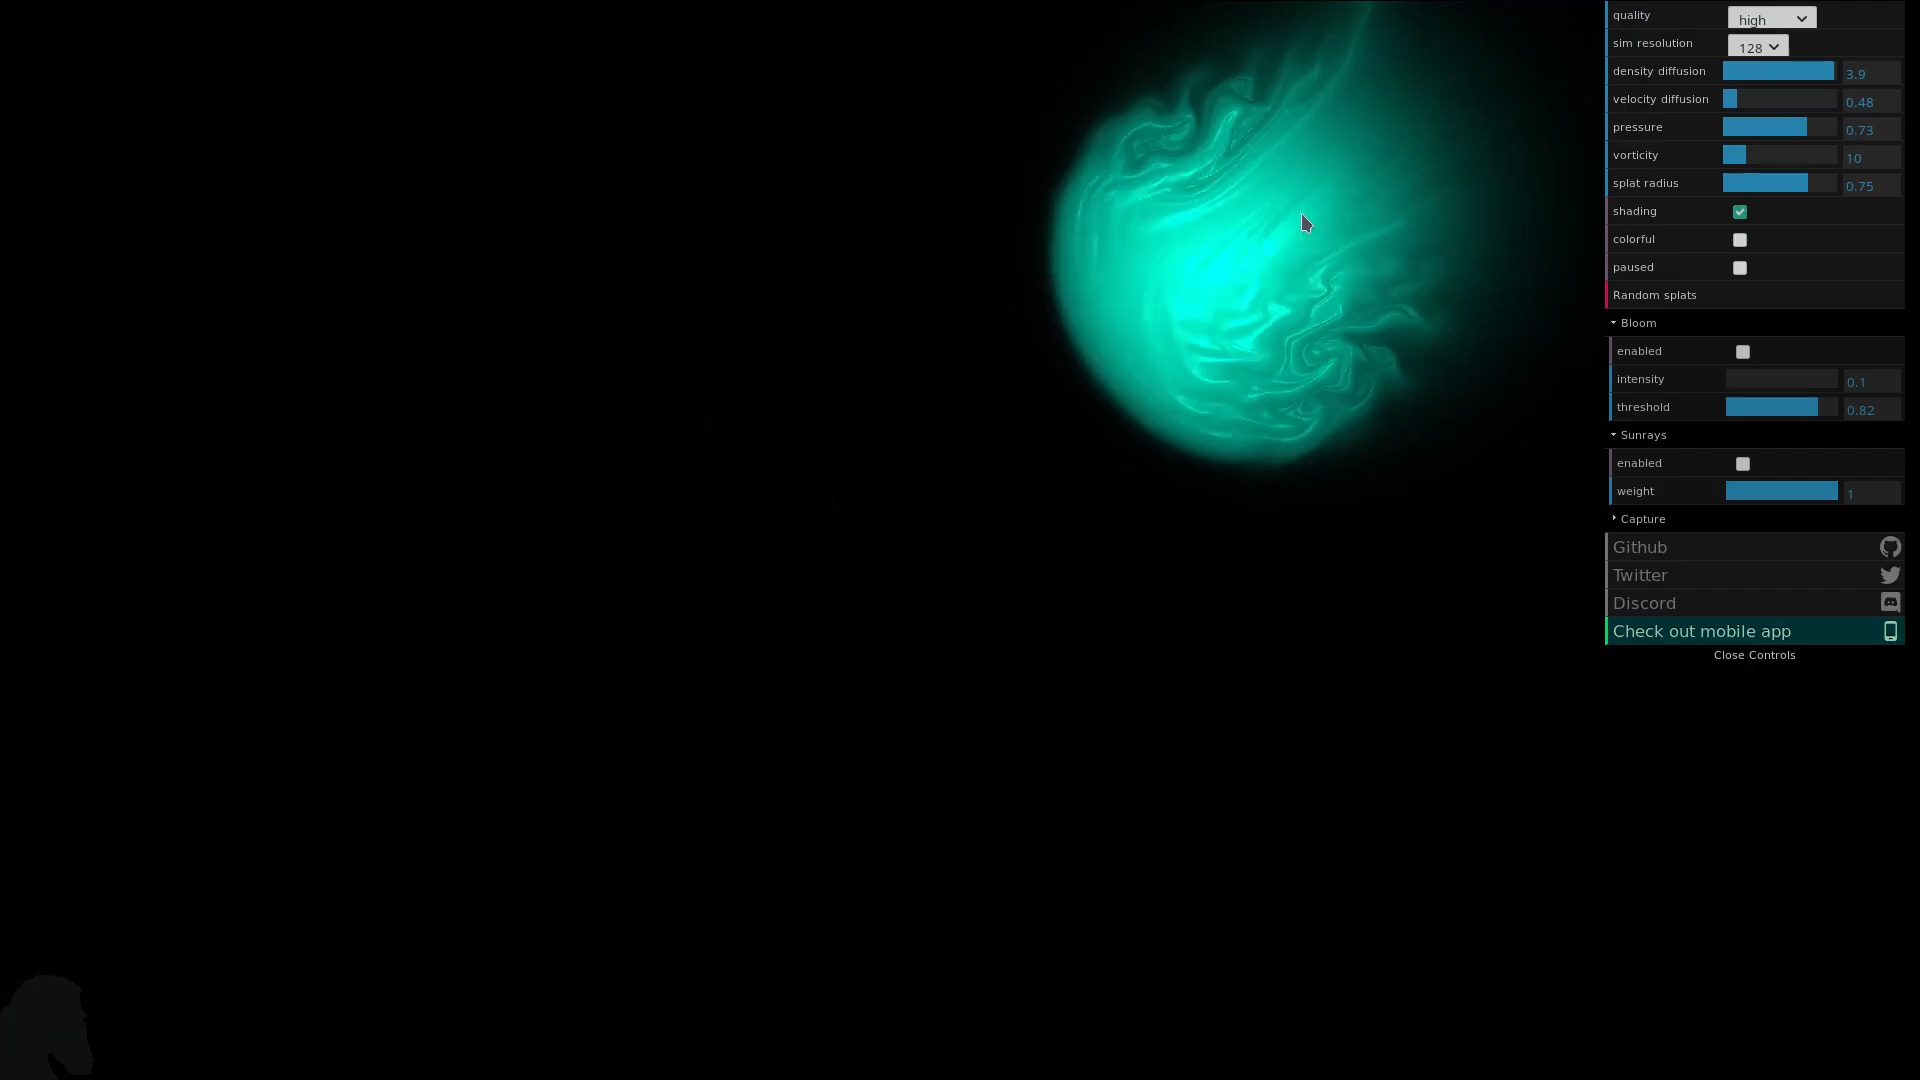 quality high
sim resolution 128
density diffusion 3.9
velocity diffusion 0.48
pressure 0.73
vorticity 10
splat radius 0.75
shading
colorful
paused
Random splats
Bloom
enabled
intensity 0.1
threshold 0.82
Sunrays
enabled
weight 1
Capture
Github
Twitter
Discord
Check out mobile app
Close Controls